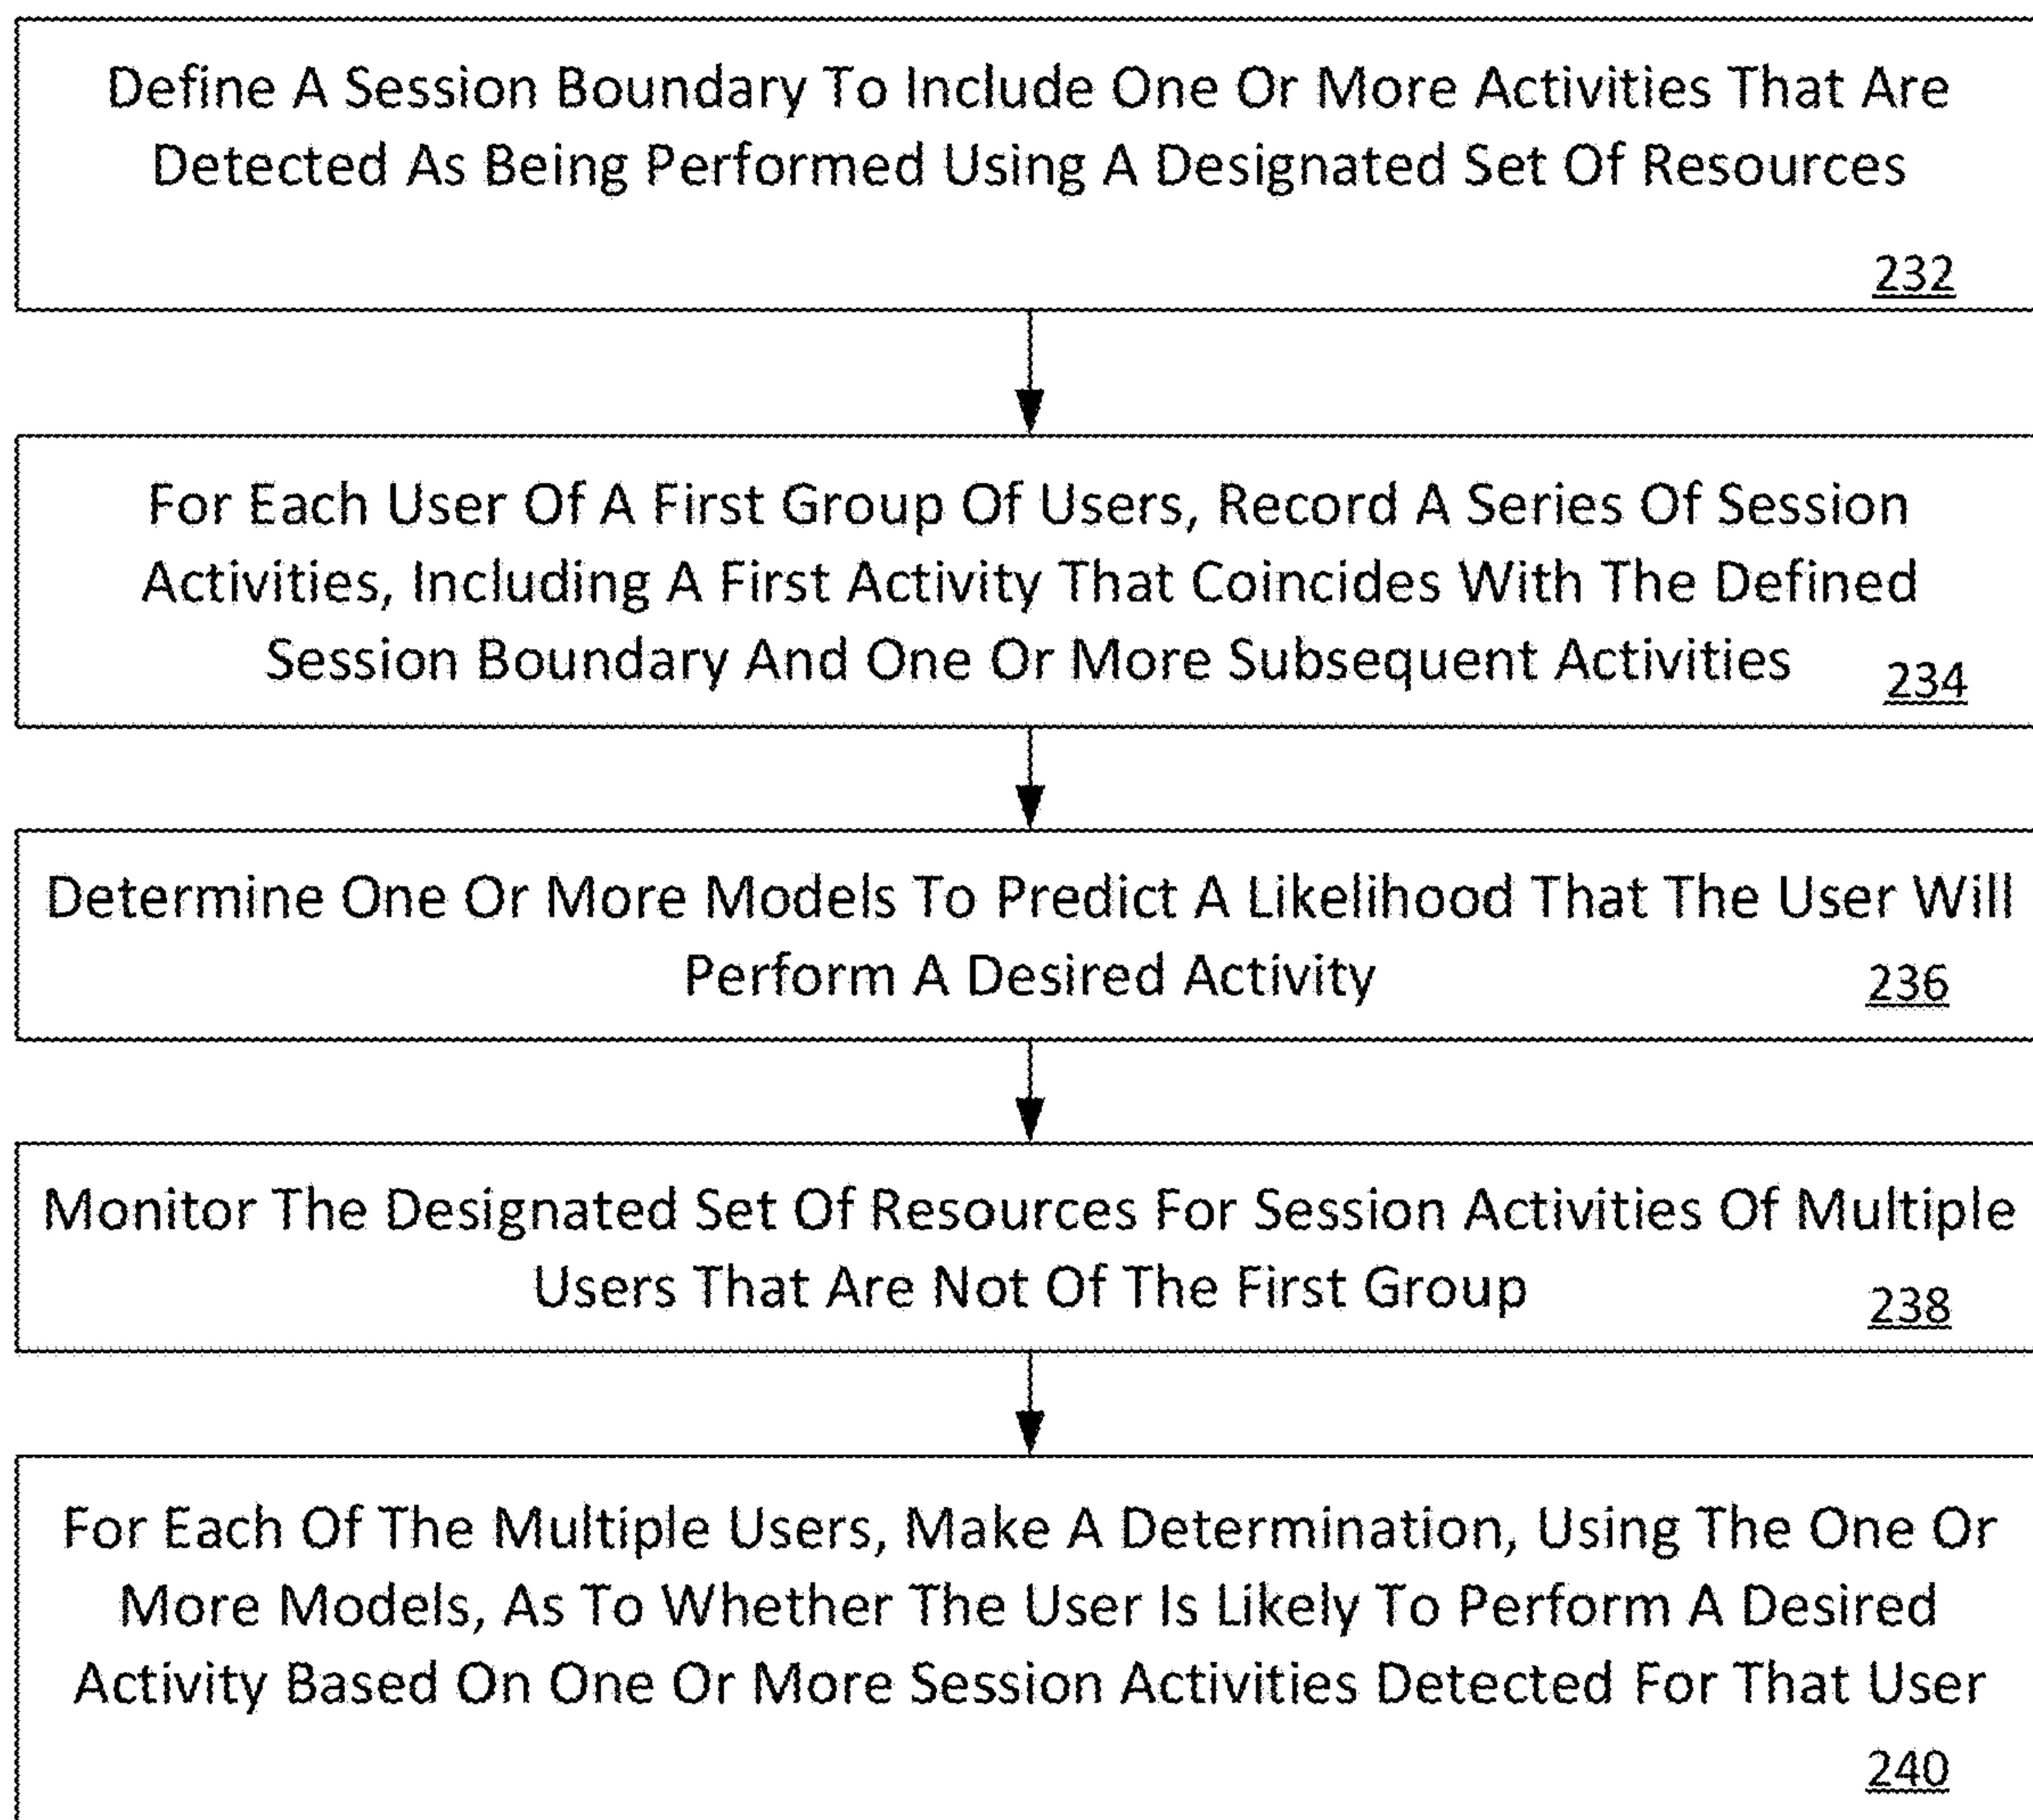 Define A Session Boundary To Include One Or More Activities That Are
Detected As Being Performed Using A Designated Set Of Resources
232
For Each User Of A First Group Of Users, Record A Series Of Session
Activities, Including A First Activity That Coincides With The Defined
Session Boundary And One Or More Subsequent Activities
234
Determine One Or More Models To Predict A Likelihood That The User Will
Perform A Desired Activity
236
Monitor The Designated Set Of Resources For Session Activities Of Multiple
Users That Are Not Of The First Group
238
For Each Of The Multiple Users, Make A Determination, Using The One Or
More Models, As To Whether The User Is Likely To Perform A Desired
Activity Based On One Or More Session Activities Detected For That User
240